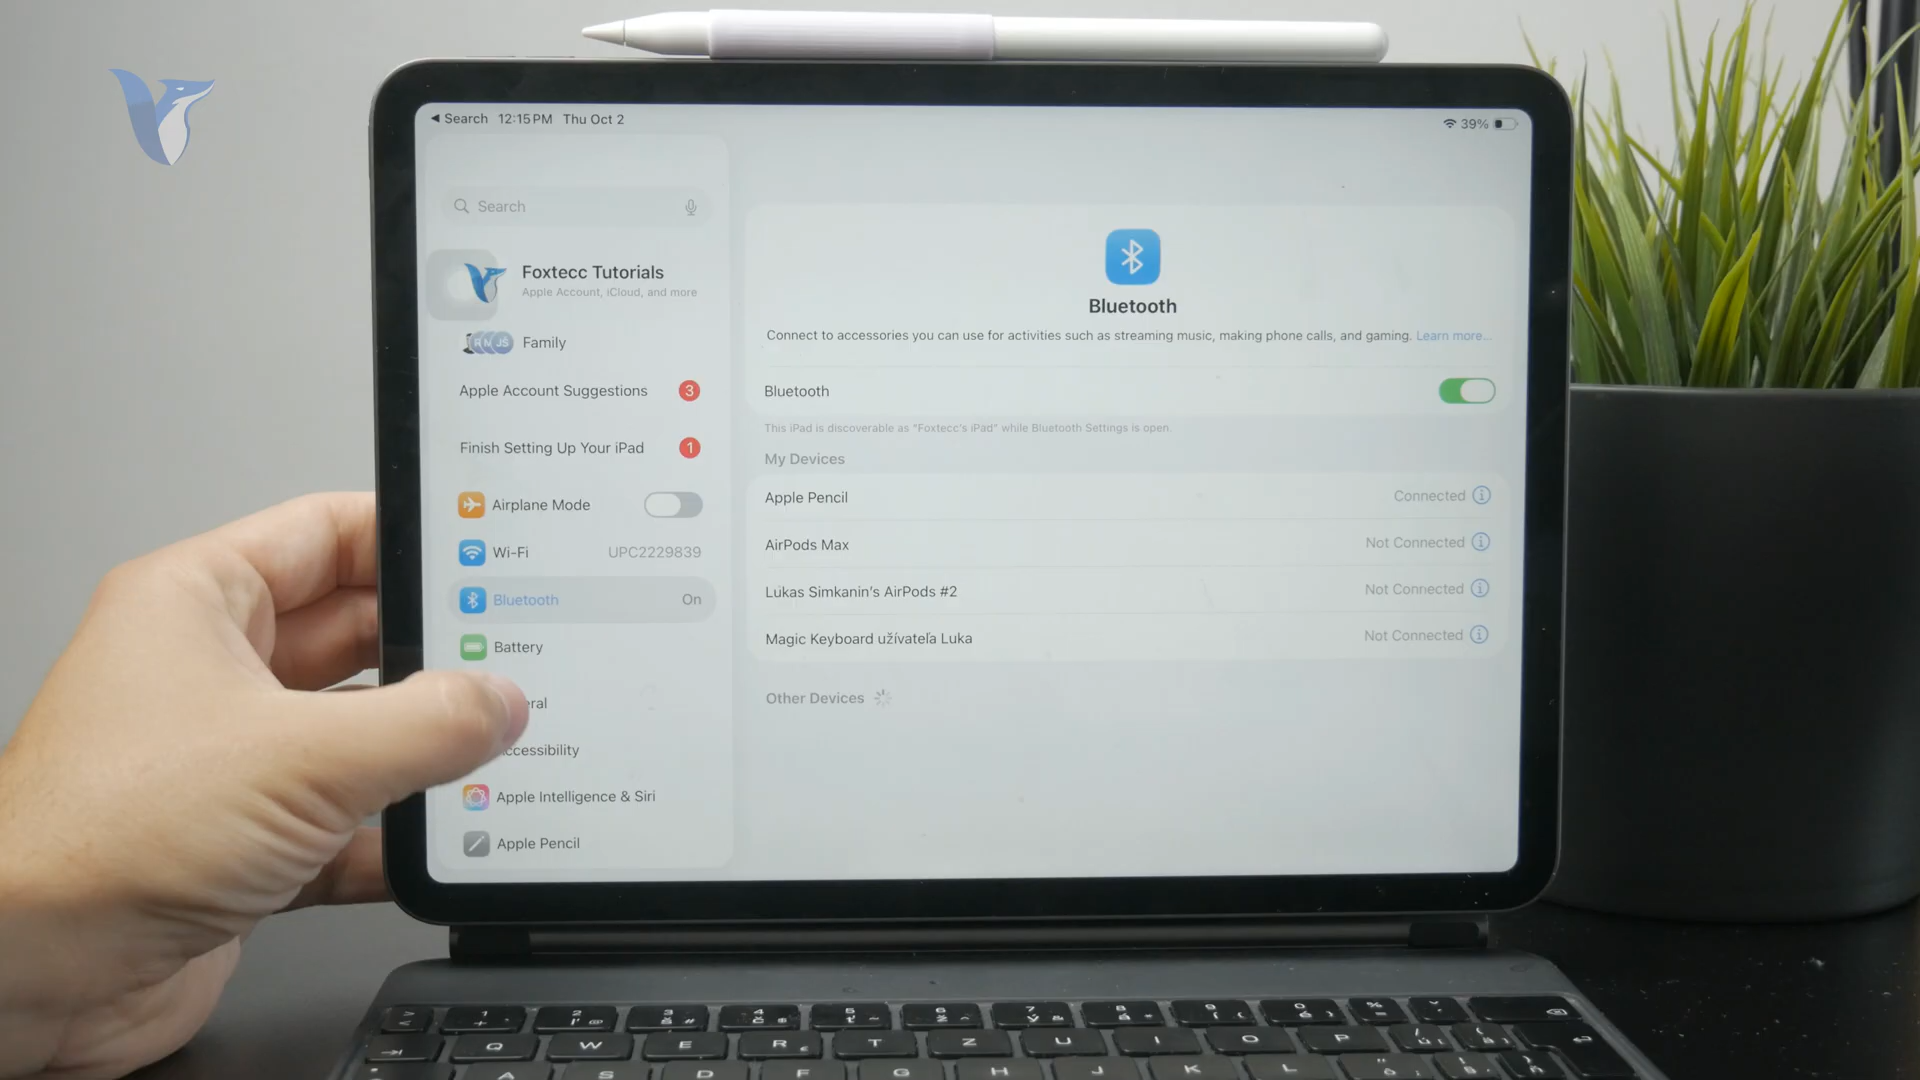 Search 12:15 PM Thu Oct 2
39%
Search
Foxtecc Tutorials
Apple Account, iCloud, and more
Family
Apple Account Suggestions 3
Finish Setting Up Your iPad 1
Airplane Mode
Wi-Fi UPC2229839
Bluetooth On
Battery
eral
ccessibility
Apple Intelligence & Siri
Apple Pencil
Bluetooth
Connect to accessories you can use for activities such as streaming music, making phone calls, and gaming. Learn more...
Bluetooth
This iPad is discoverable as "Foxtecc's iPad" while Bluetooth Settings is open.
My Devices
Apple Pencil Connected
AirPods Max Not Connected
Lukas Simkanin's AirPods #2 Not Connected
Magic Keyboard užívateľa Luka Not Connected
Other Devices
Q W E R T Z U I O P
A S D F G H J K L